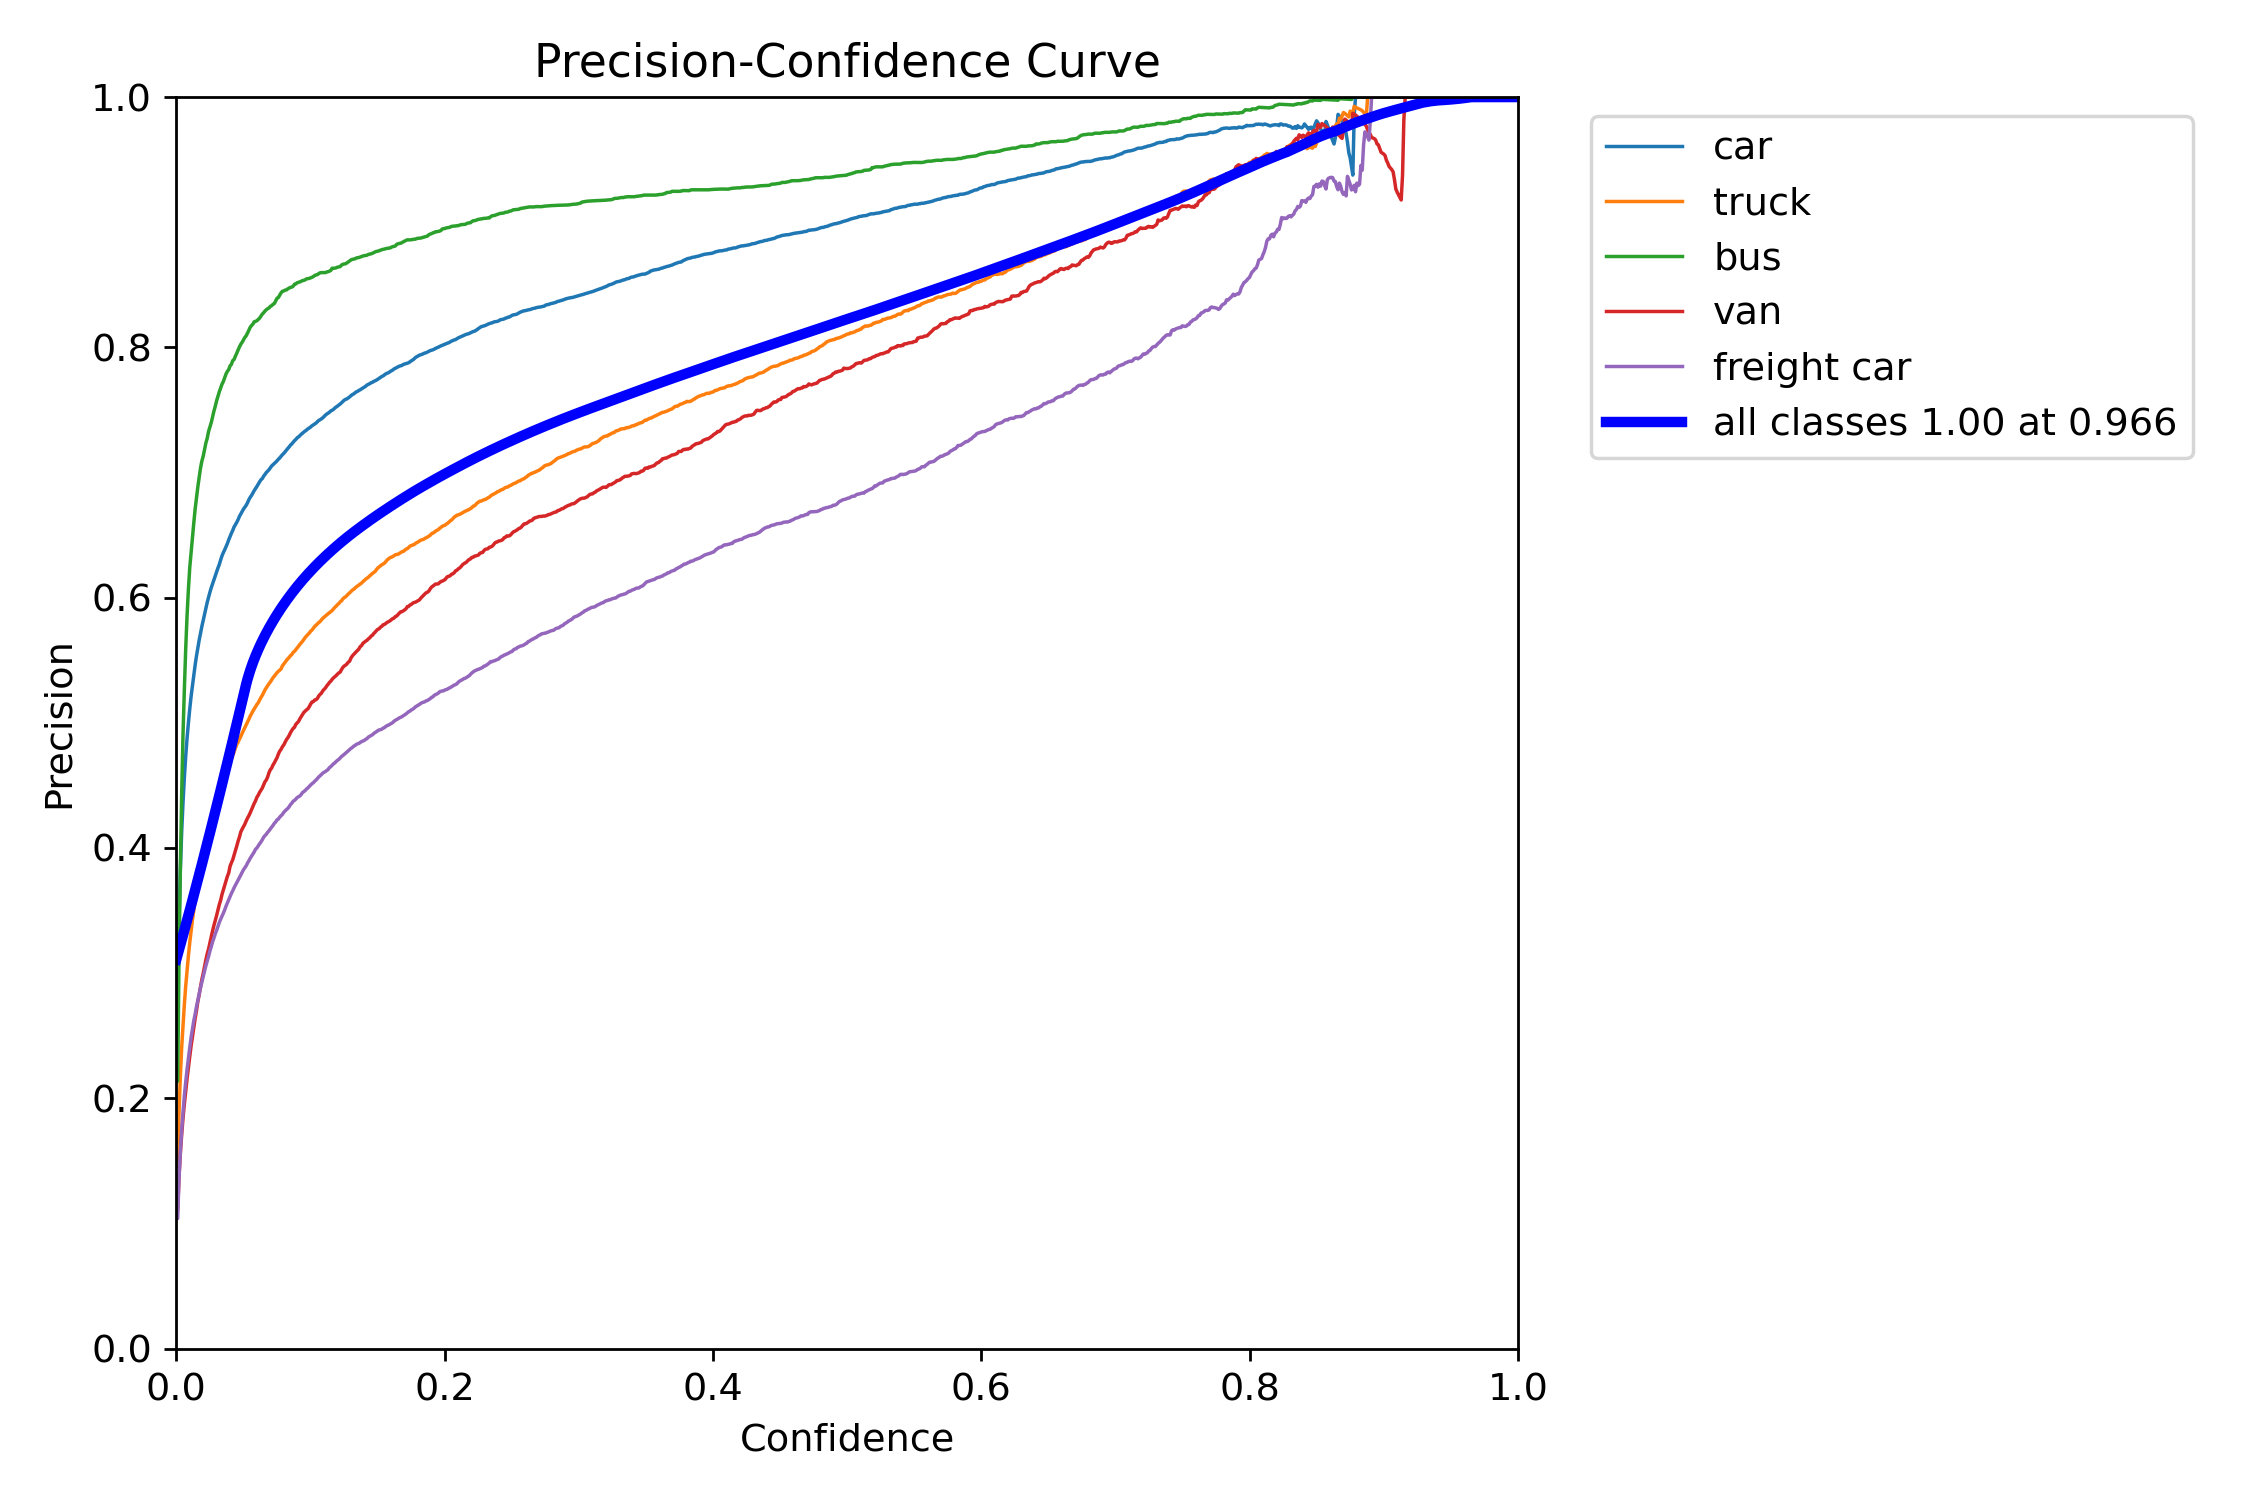 Precision-Confidence Curve
1.0
0.8
0.6
0.4
0.2
0.0
Precision
0.0 0.2 0.4 0.6 0.8 1.0
Confidence
car
truck
bus
van
freight car
all classes 1.00 at 0.966